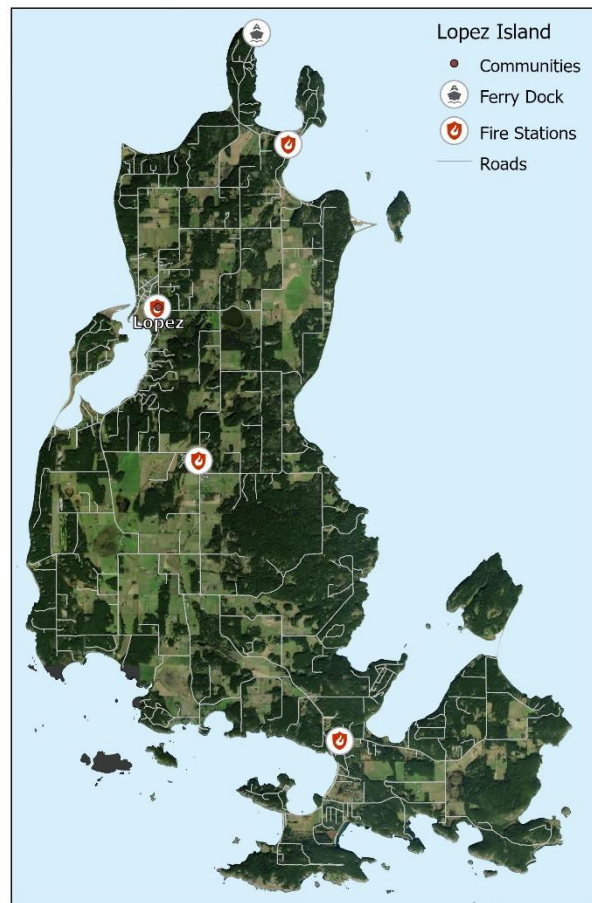 Lopez Island
Communities
Ferry Dock
Fire Stations
Roads
Lopez